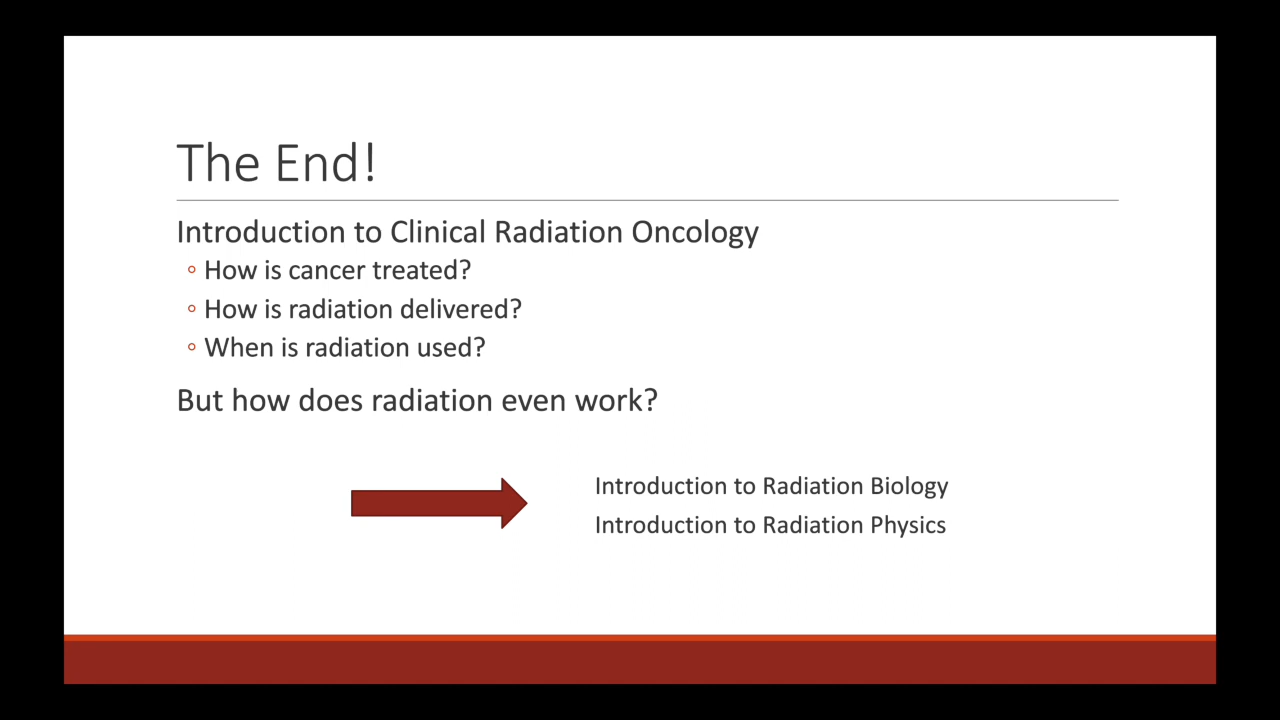 The End!
Introduction to Clinical Radiation Oncology
◦ How is cancer treated?
◦ How is radiation delivered?
◦ When is radiation used?
But how does radiation even work?
Introduction to Radiation Biology
Introduction to Radiation Physics